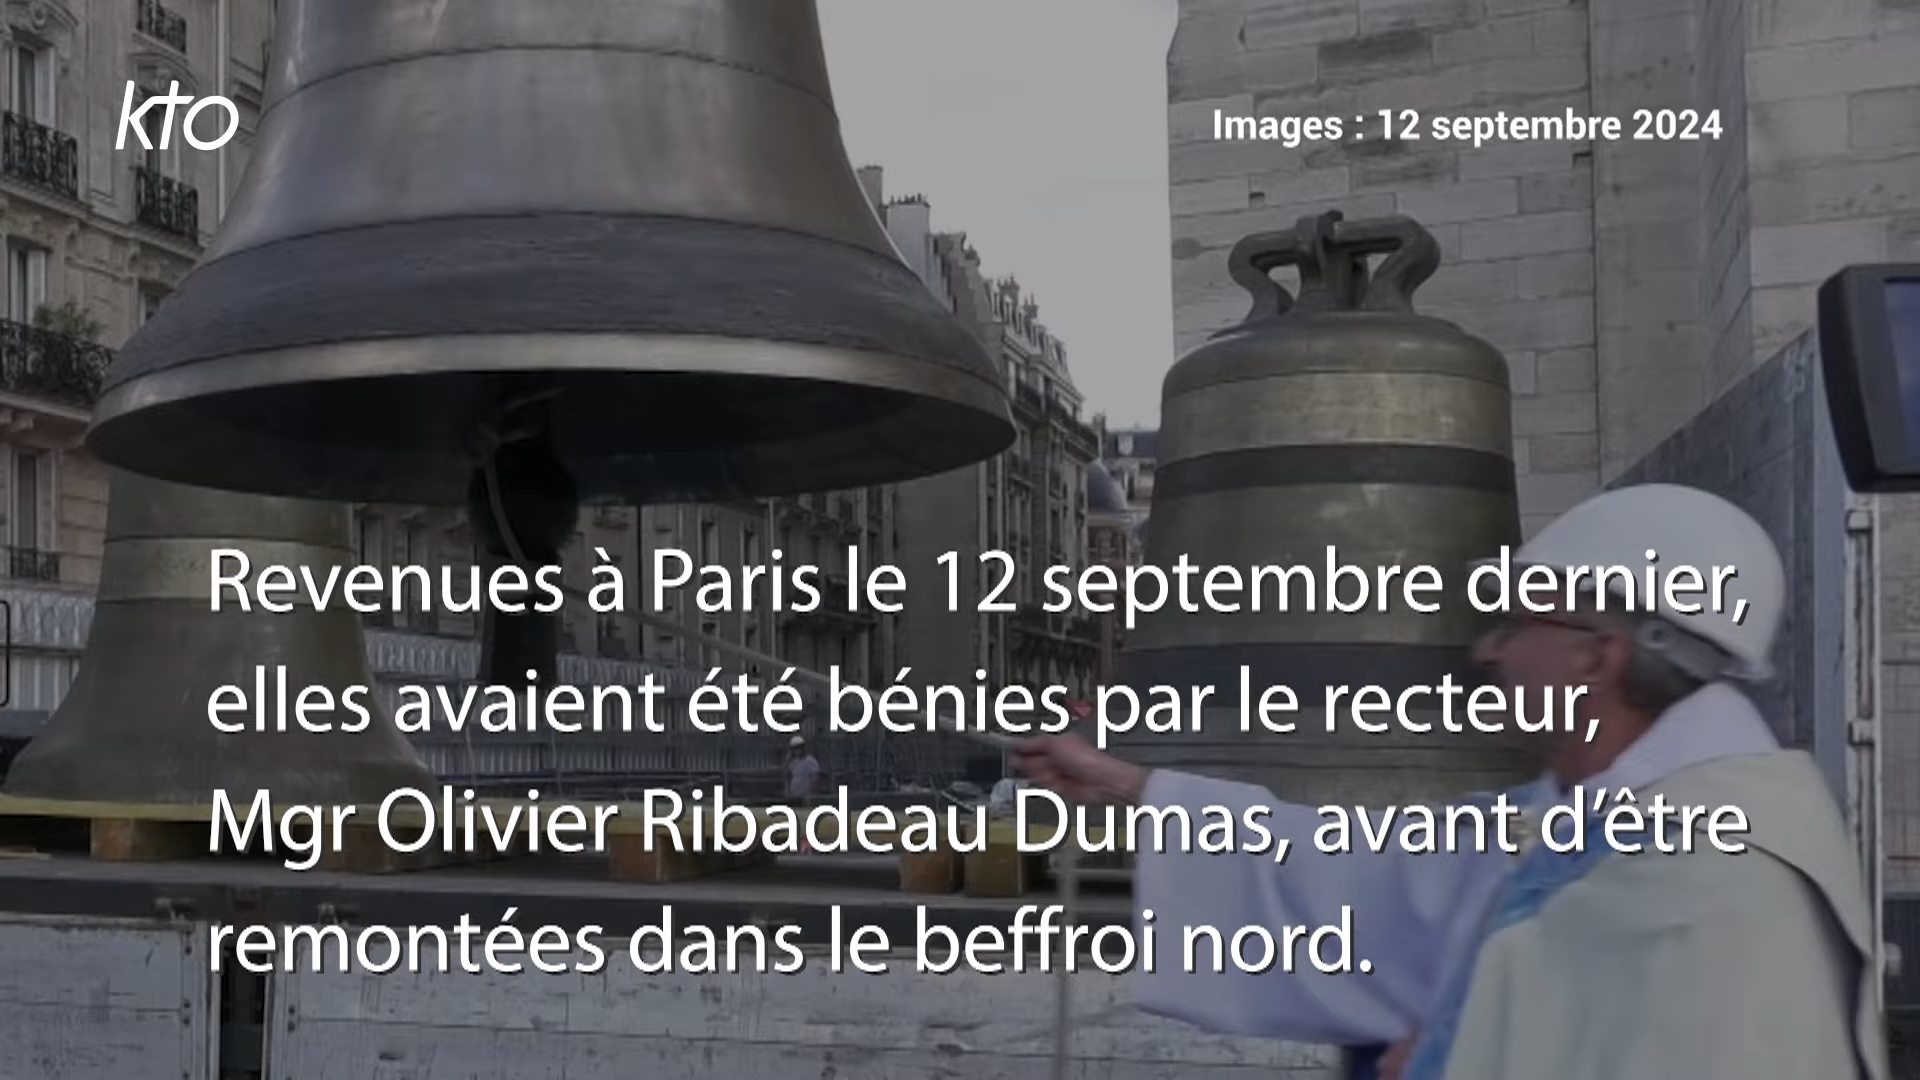 kto
Images : 12 septembre 2024
Revenues à Paris le 12 septembre dernier,
elles avaient été bénies par le recteur,
Mgr Olivier Ribadeau Dumas, avant d’être
remontées dans le beffroi nord.